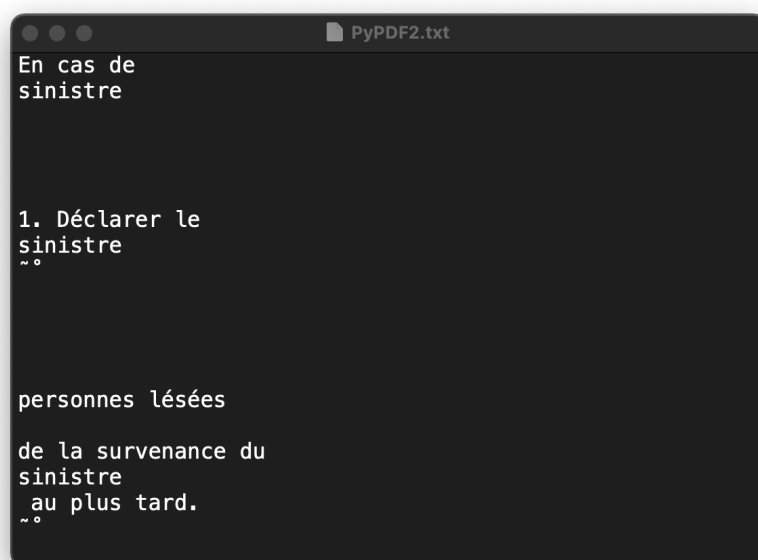 PyPDF2.txt
En cas de
sinistre
1. Déclarer le
sinistre
˜°
personnes lésées
de la survenance du
sinistre
au plus tard.
˜°